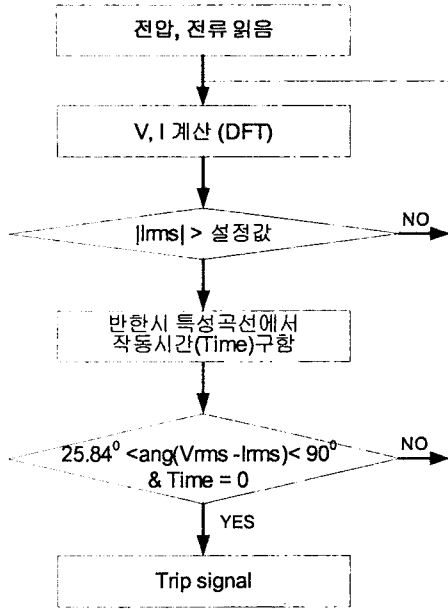 전압, 전류 읽음
V, I 계산 (DFT)
|Irms| > 설정값
NO
반한시 특성곡선에서
작동시간(Time)구함
25.84⁰ <ang(Vrms -Irms)< 90⁰
& Time = 0
NO
YES
Trip signal